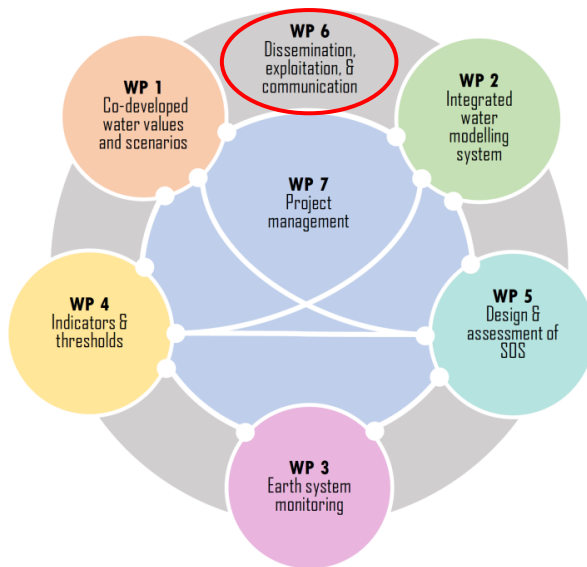 WP 6
Dissemination,
exploitation, &
communication
WP 1
Co-developed
water values
and scenarios
WP 2
Integrated
water
modelling
system
WP 7
Project
management
WP 4
Indicators &
thresholds
WP 5
Design &
assessment of
SOS
WP 3
Earth system
monitoring